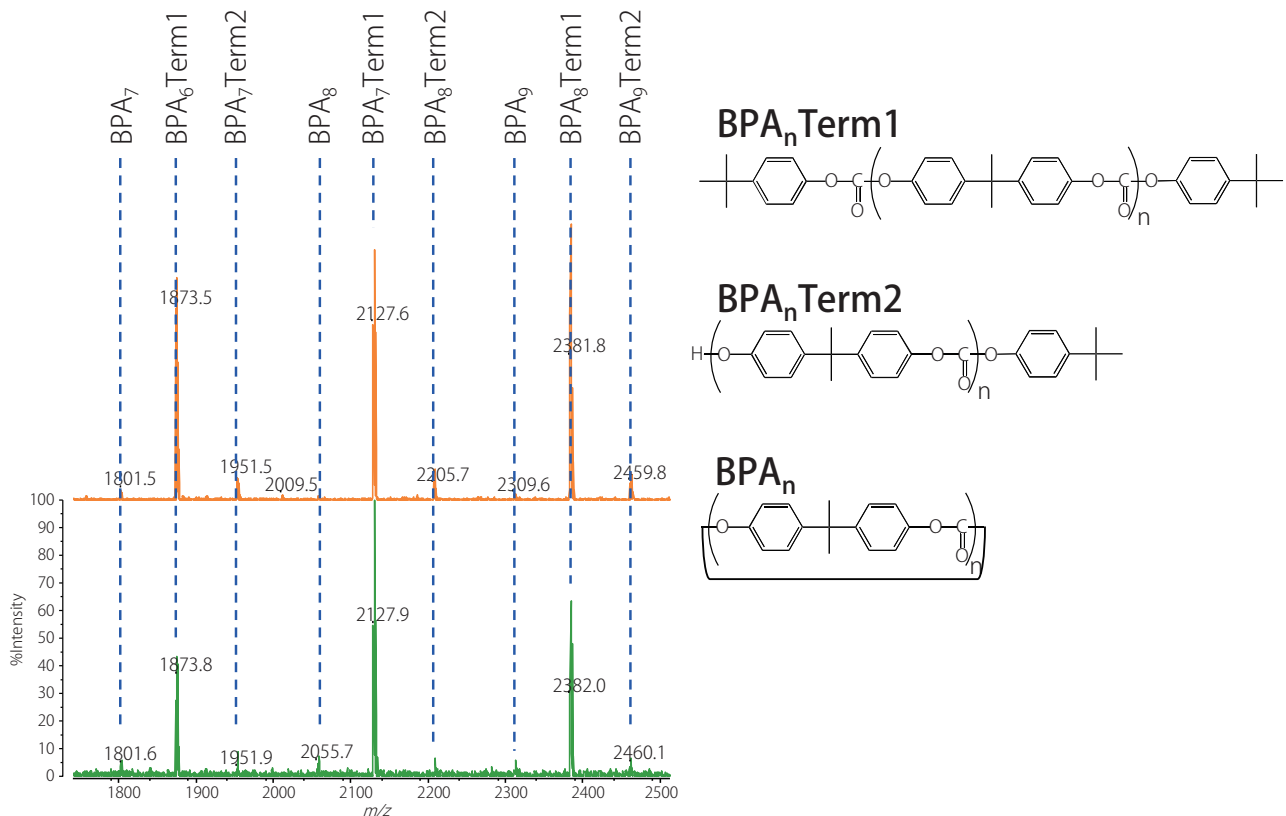 BPA7
BPA6Term1
BPA7Term2
BPA8
BPA7Term1
BPA8Term2
BPA9
BPA8Term1
BPA9Term2
1873.5
2127.6
2381.8
1801.5
1951.5
2009.5
2205.7
2309.6
2459.8
100
90
80
70
60
50
40
30
20
10
0
%Intensity
2127.9
1873.8
2382.0
1801.6
1951.9
2055.7
2460.1
1800
1900
2000
2100
2200
2300
2400
2500
m/z
BPAnTerm1
O C O O C O
O O
n
BPAnTerm2
H O O C O
O
n
BPAn
O O C
O
n